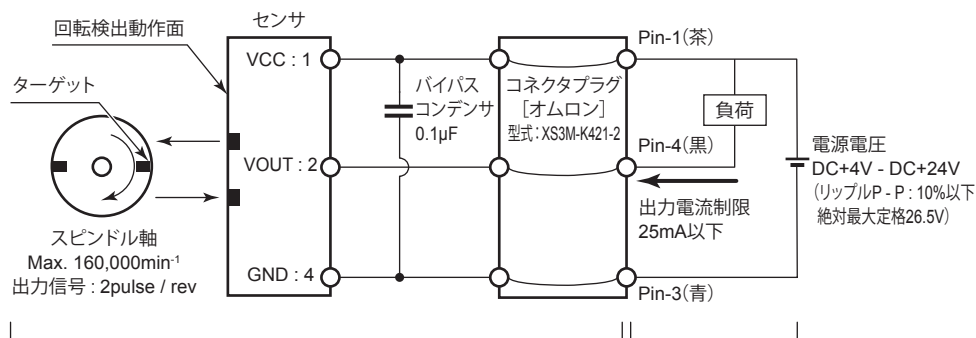 センサ
回転検出動作面
ターゲット
VCC : 1
VOUT : 2
GND : 4
バイパス
コンデンサ
0.1μF
コネクタプラグ
[オムロン]
型式：XS3M-K421-2
Pin-1(茶)
負荷
Pin-4(黒)
出力電流制限
25mA以下
Pin-3(青)
電源電圧
DC+4V - DC+24V
(リップルP - P : 10%以下
絶対最大定格26.5V)
スピンドル軸
Max. 160,000min-1
出力信号 : 2pulse / rev